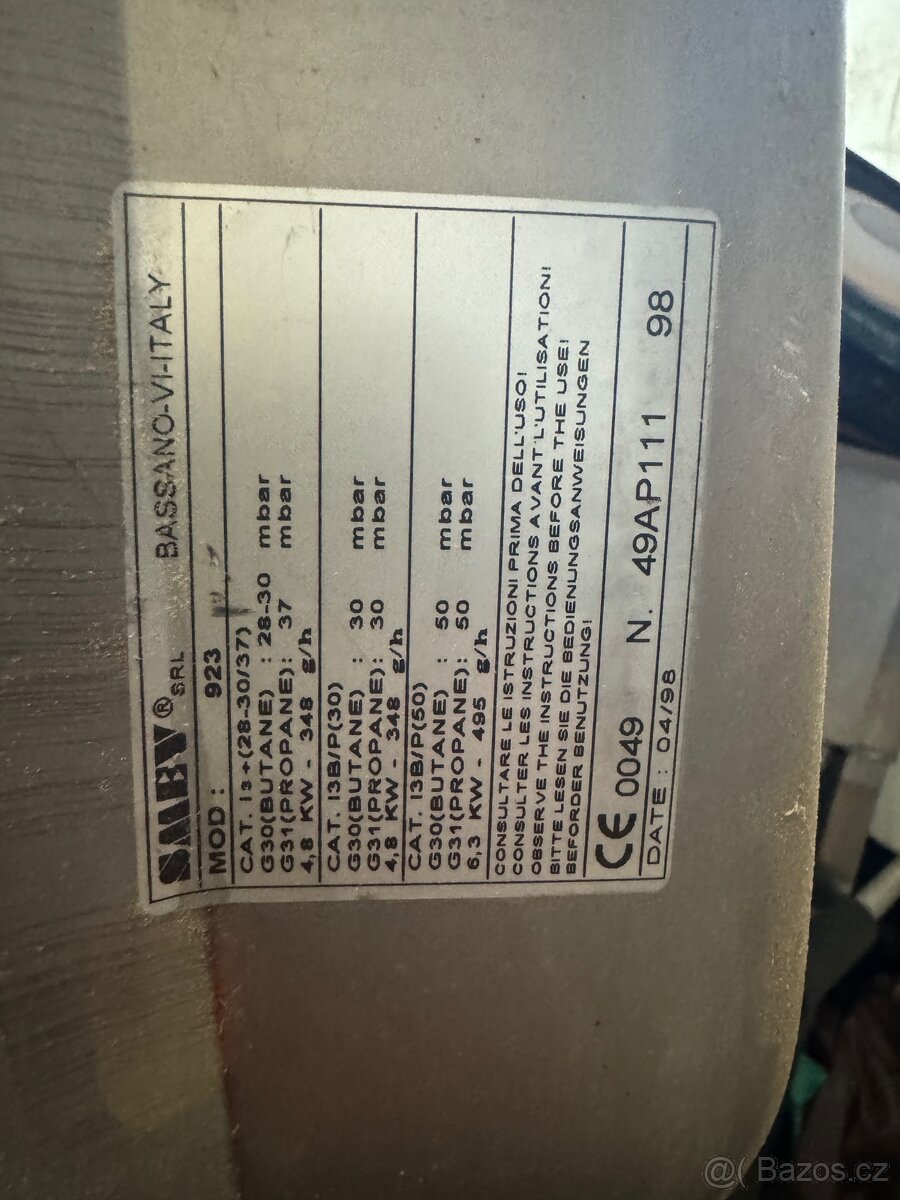 SMEV® SRL BASSANO-VI-ITALY
MOD: 923
CAT. I3+(28-30/37)
G30(BUTANE) : 28-30 mbar
G31(PROPANE): 37 mbar
4,8 KW - 348 g/h
CAT. I3B/P(30)
G30(BUTANE) : 30 mbar
G31(PROPANE): 30 mbar
4,8 KW - 348 g/h
CAT. I3B/P(50)
G30(BUTANE) : 50 mbar
G31(PROPANE): 50 mbar
6,3 KW - 495 g/h
CONSULTARE LE ISTRUZIONI PRIMA DELL'USO!
CONSULTER LES INSTRUCTIONS AVANT L'UTILISATION!
OBSERVE THE INSTRUCTIONS BEFORE THE USE!
BITTE LESEN SIE DIE BEDIENUNGSANWEISUNGEN
BEFORDER BENUTZUNG!
CE 0049 N. 49AP111 98
DATE : 04/98
@( Bazos.cz